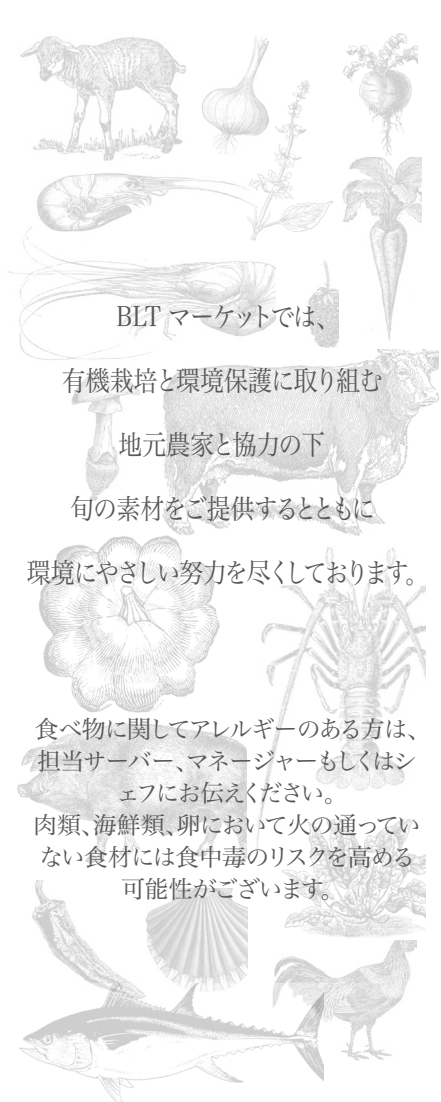 BLT マーケットでは、
有機栽培と環境保護に取り組む
地元農家と協力の下
旬の素材をご提供するとともに
環境にやさしい努力を尽くしております。
食べ物に関してアレルギーのある方は、
担当サーバー、マネージャーもしくはシ
ェフにお伝えください。
肉類、海鮮類、卵において火の通ってい
ない食材には食中毒のリスクを高める
可能性がございます。